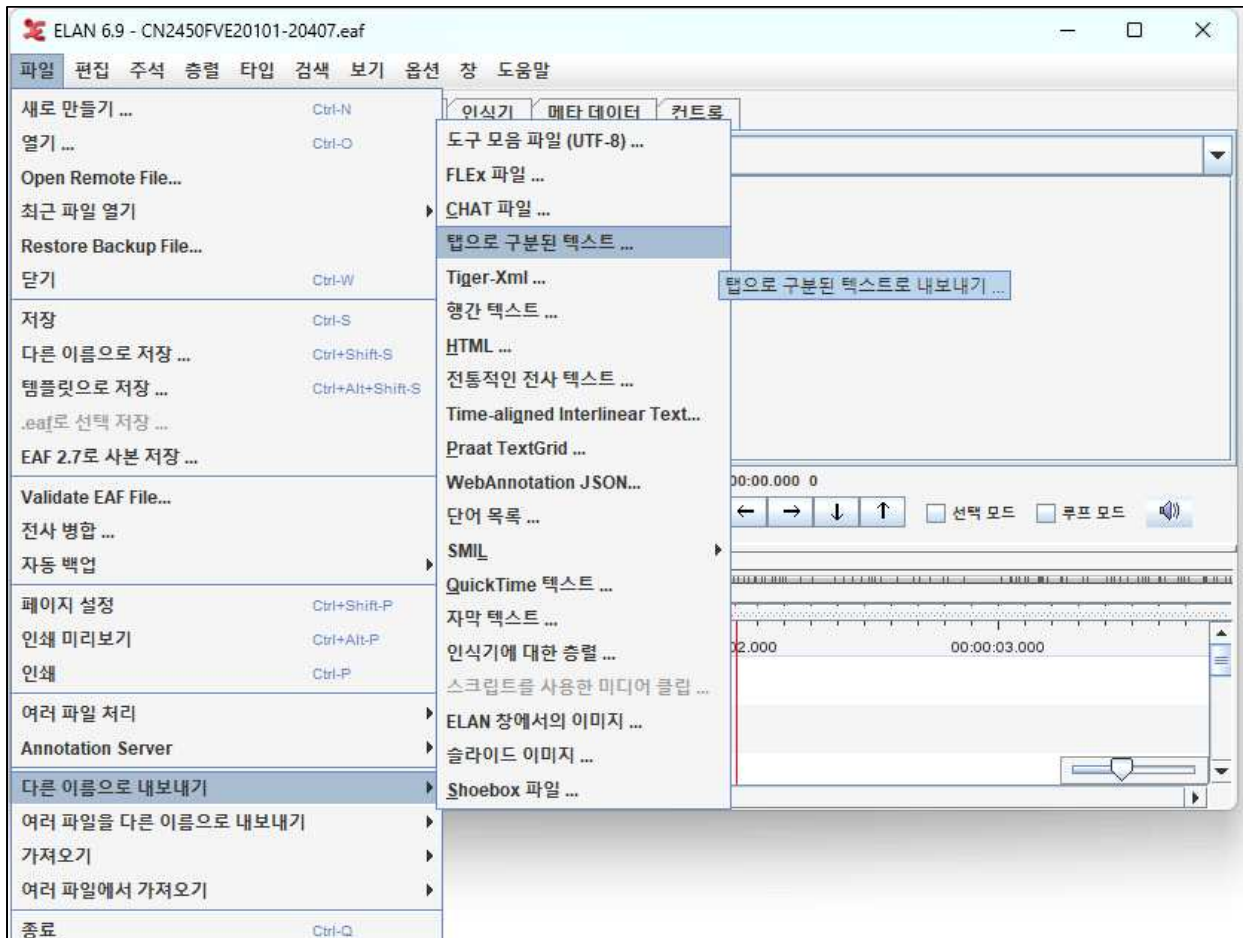 ELAN 6.9 - CN2450FVE20101-20407.eaf
파일 편집 주석 층렬 타입 검색 보기 옵션 창 도움말
새로 만들기 ... Ctrl-N
열기 ... Ctrl-O
Open Remote File...
최근 파일 열기
Restore Backup File...
닫기 Ctrl-W
저장 Ctrl-S
다른 이름으로 저장 ... Ctrl+Shift-S
템플릿으로 저장 ... Ctrl+Alt+Shift-S
.eaf로 선택 저장 ...
EAF 2.7로 사본 저장 ...
Validate EAF File...
전사 병합 ...
자동 백업
페이지 설정 Ctrl+Shift-P
인쇄 미리보기 Ctrl+Alt-P
인쇄 Ctrl-P
여러 파일 처리
Annotation Server
다른 이름으로 내보내기
여러 파일을 다른 이름으로 내보내기
가져오기
여러 파일에서 가져오기
종료 Ctrl-Q
인식기 메타 데이터 컨트롤
도구 모음 파일 (UTF-8) ...
FLEx 파일 ...
CHAT 파일 ...
탭으로 구분된 텍스트 ...
Tiger-Xml ...
행간 텍스트 ...
HTML ...
전통적인 전사 텍스트 ...
Time-aligned Interlinear Text...
Praat TextGrid ...
WebAnnotation JSON...
단어 목록 ...
SMIL
QuickTime 텍스트 ...
자막 텍스트 ...
인식기에 대한 층렬 ...
스크립트를 사용한 미디어 클립 ...
ELAN 창에서의 이미지 ...
슬라이드 이미지 ...
Shoebox 파일 ...
탭으로 구분된 텍스트로 내보내기 ...
00:00.000 0
선택 모드 루프 모드
02.000 00:00:03.000